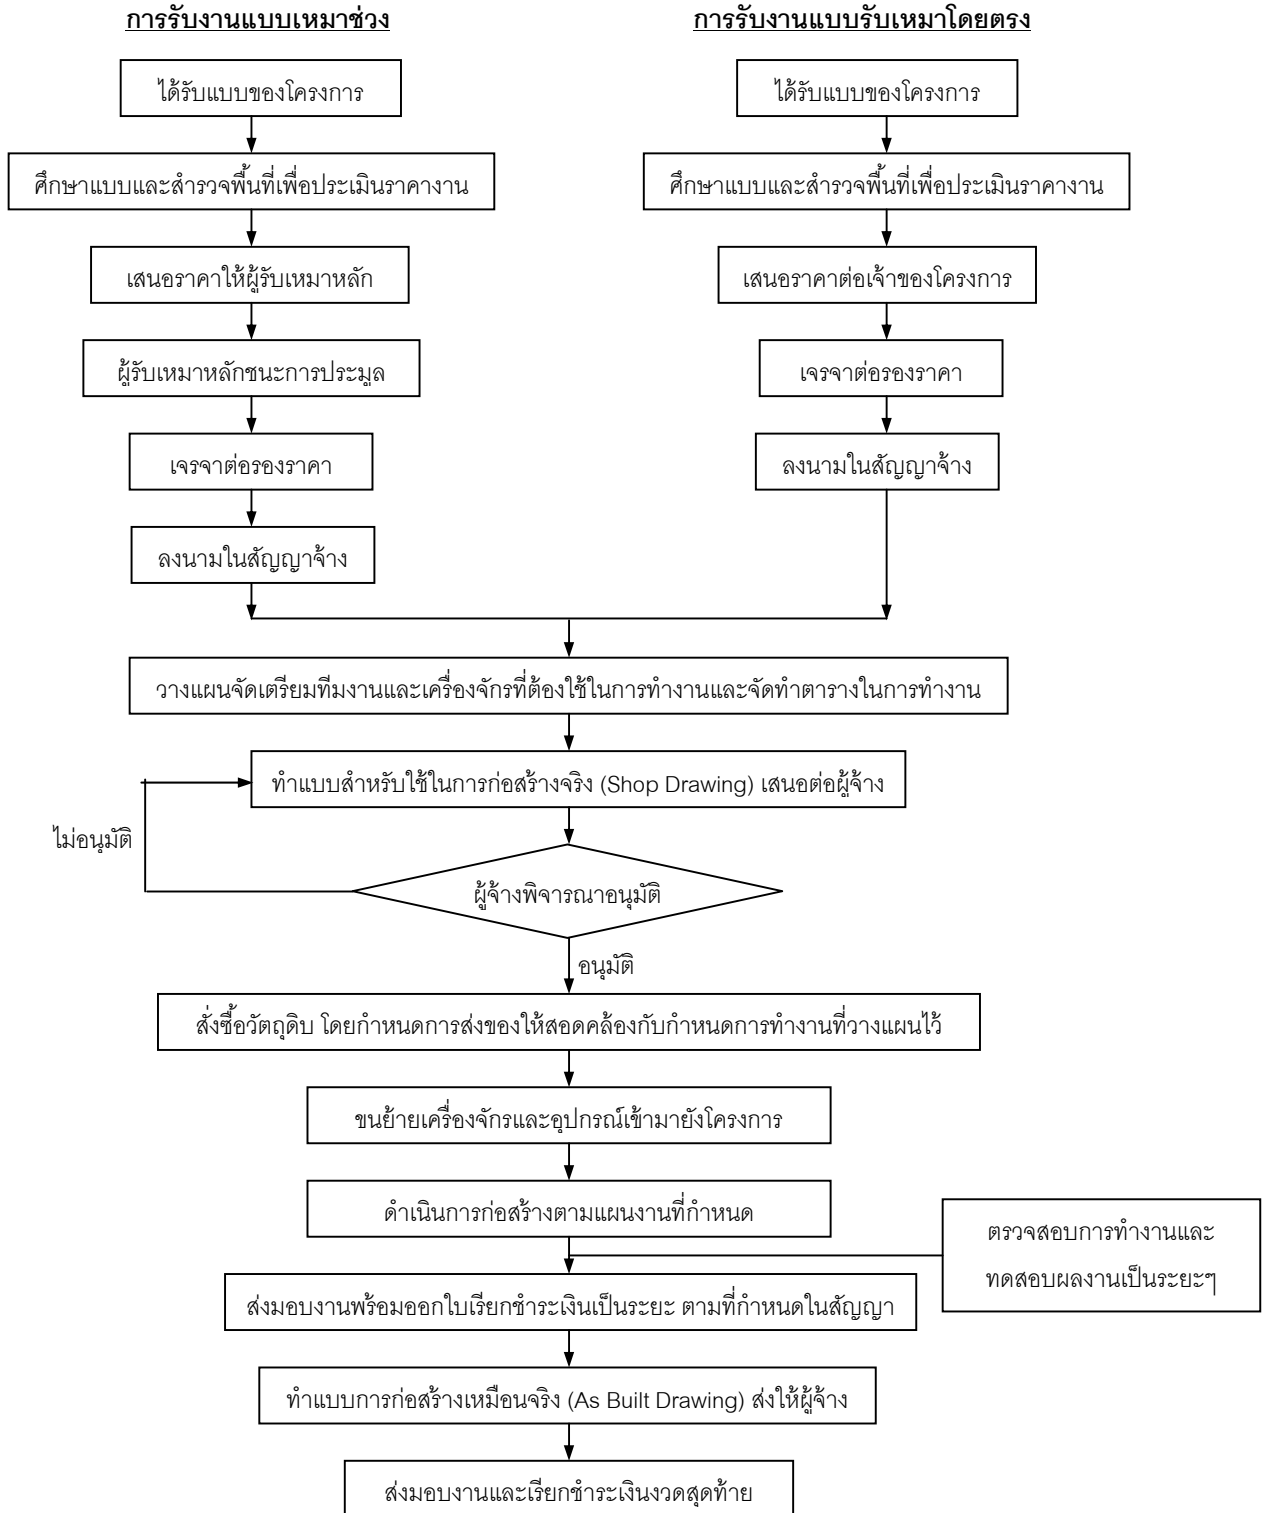 การรับงานแบบเหมาช่วง
การรับงานแบบรับเหมาโดยตรง
ได้รับแบบของโครงการ
ได้รับแบบของโครงการ
ศึกษาแบบและสำรวจพื้นที่เพื่อประเมินราคางาน
ศึกษาแบบและสำรวจพื้นที่เพื่อประเมินราคางาน
เสนอราคาให้ผู้รับเหมาหลัก
เสนอราคาต่อเจ้าของโครงการ
ผู้รับเหมาหลักชนะการประมูล
เจรจาต่อรองราคา
เจรจาต่อรองราคา
ลงนามในสัญญาจ้าง
ลงนามในสัญญาจ้าง
วางแผนจัดเตรียมทีมงานและเครื่องจักรที่ต้องใช้ในการทำงานและจัดทำตารางในการทำงาน
ทำแบบสำหรับใช้ในการก่อสร้างจริง (Shop Drawing) เสนอต่อผู้จ้าง
ไม่อนุมัติ
ผู้จ้างพิจารณาอนุมัติ
อนุมัติ
สั่งซื้อวัตถุดิบ โดยกำหนดการส่งของให้สอดคล้องกับกำหนดการทำงานที่วางแผนไว้
ขนย้ายเครื่องจักรและอุปกรณ์เข้ามายังโครงการ
ดำเนินการก่อสร้างตามแผนงานที่กำหนด
ตรวจสอบการทำงานและ
ทดสอบผลงานเป็นระยะๆ
ส่งมอบงานพร้อมออกใบเรียกชำระเงินเป็นระยะ ตามที่กำหนดในสัญญา
ทำแบบการก่อสร้างเหมือนจริง (As Built Drawing) ส่งให้ผู้จ้าง
ส่งมอบงานและเรียกชำระเงินงวดสุดท้าย